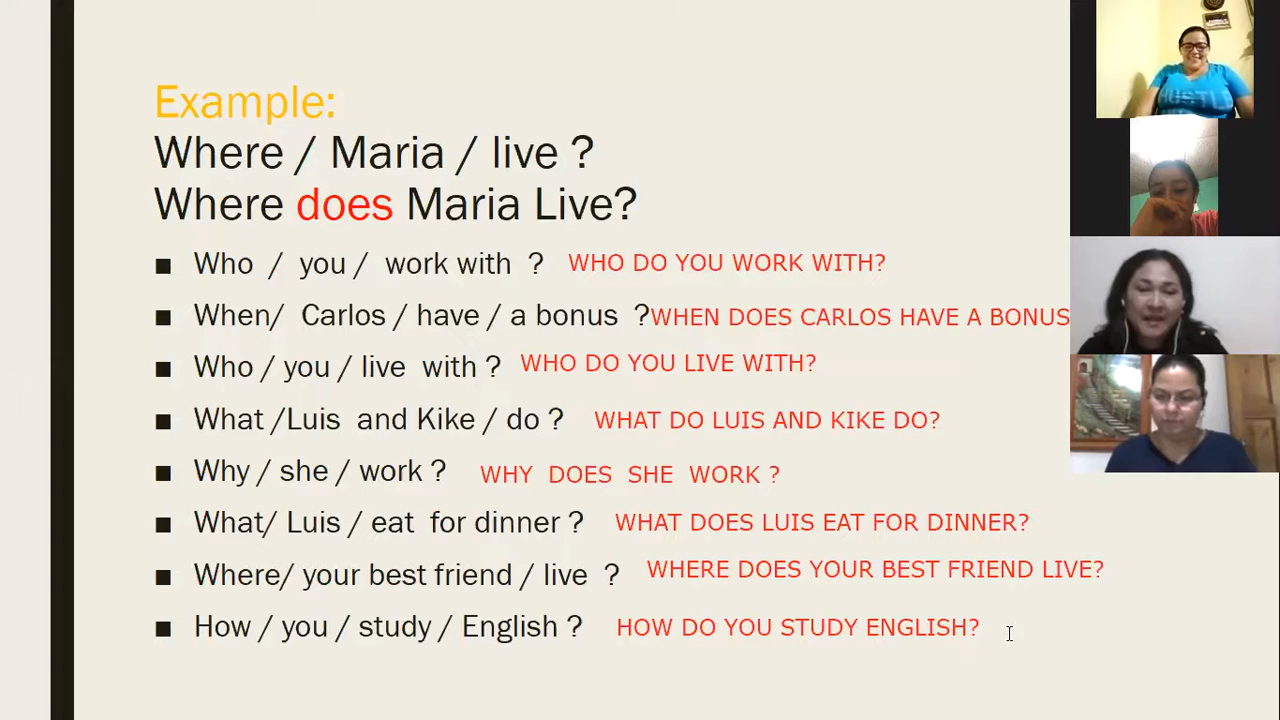 Example:
Where / Maria / live ?
Where does Maria Live?
■ Who / you / work with ? WHO DO YOU WORK WITH?
■ When/ Carlos / have / a bonus ? WHEN DOES CARLOS HAVE A BONUS
■ Who / you / live with ? WHO DO YOU LIVE WITH?
■ What /Luis and Kike / do ? WHAT DO LUIS AND KIKE DO?
■ Why / she / work ? WHY DOES SHE WORK ?
■ What/ Luis / eat for dinner ? WHAT DOES LUIS EAT FOR DINNER?
■ Where/ your best friend / live ? WHERE DOES YOUR BEST FRIEND LIVE?
■ How / you / study / English ? HOW DO YOU STUDY ENGLISH?